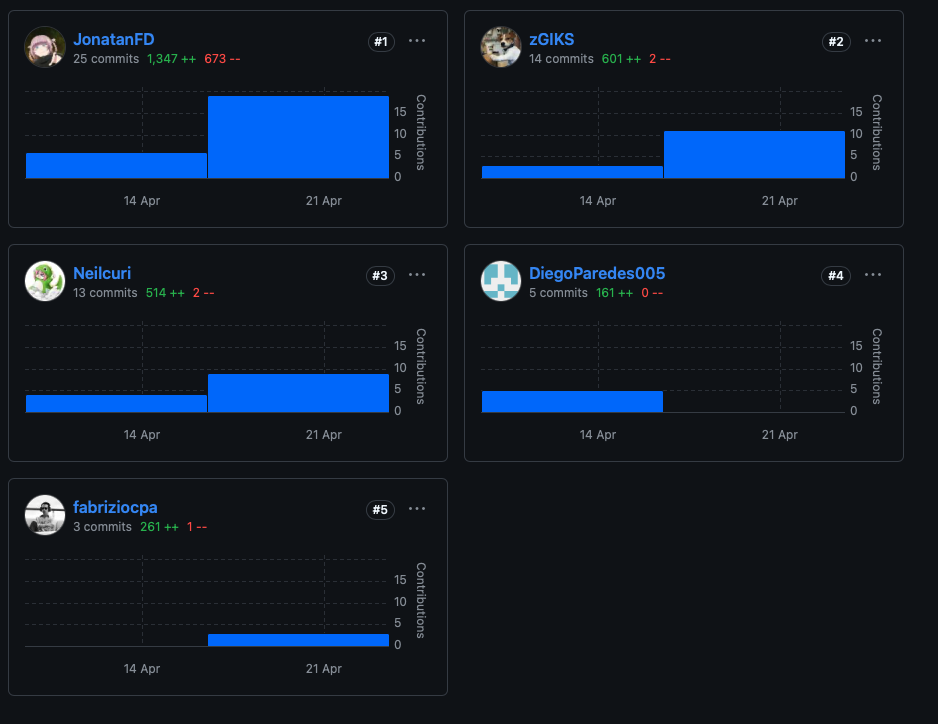 JonatanFD
#1
25 commits 1,347 ++ 673 --
15
10
5
0
Contributions
14 Apr
21 Apr
zGIKS
#2
14 commits 601 ++ 2 --
15
10
5
0
Contributions
14 Apr
21 Apr
Neilcuri
#3
13 commits 514 ++ 2 --
15
10
5
0
Contributions
14 Apr
21 Apr
DiegoParedes005
#4
5 commits 161 ++ 0 --
15
10
5
0
Contributions
14 Apr
21 Apr
fabriziocpa
#5
3 commits 261 ++ 1 --
15
10
5
0
Contributions
14 Apr
21 Apr